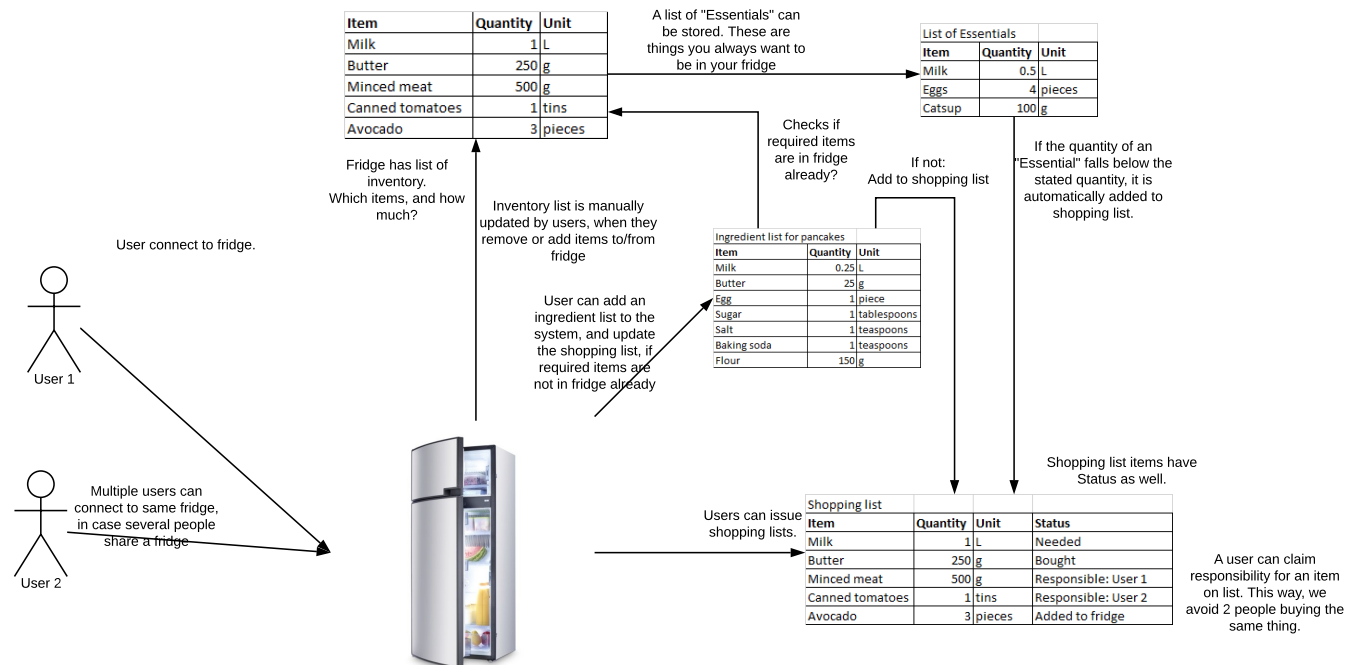 Item Quantity Unit
Milk 1 L
Butter 250 g
Minced meat 500 g
Canned tomatoes 1 tins
Avocado 3 pieces
A list of "Essentials" can
be stored. These are
things you always want to
be in your fridge
List of Essentials
Item Quantity Unit
Milk 0.5 L
Eggs 4 pieces
Catsup 100 g
Fridge has list of
inventory.
Which items, and how
much?
Inventory list is manually
updated by users, when they
remove or add items to/from
fridge
Checks if
required items
are in fridge
already?
If not:
Add to shopping list
If the quantity of an
"Essential" falls below the
stated quantity, it is
automatically added to
shopping list.
User connect to fridge.
User 1
User can add an
ingredient list to the
system, and update
the shopping list, if
required items are
not in fridge already
Ingredient list for pancakes
Item Quantity Unit
Milk 0.25 L
Butter 25 g
Egg 1 piece
Sugar 1 tablespoons
Salt 1 teaspoons
Baking soda 1 teaspoons
Flour 150 g
Multiple users can
connect to same fridge,
in case several people
share a fridge
User 2
Users can issue
shopping lists.
Shopping list items have
Status as well.
Shopping list
Item Quantity Unit Status
Milk 1 L Needed
Butter 250 g Bought
Minced meat 500 g Responsible: User 1
Canned tomatoes 1 tins Responsible: User 2
Avocado 3 pieces Added to fridge
A user can claim
responsibility for an item
on list. This way, we
avoid 2 people buying the
same thing.